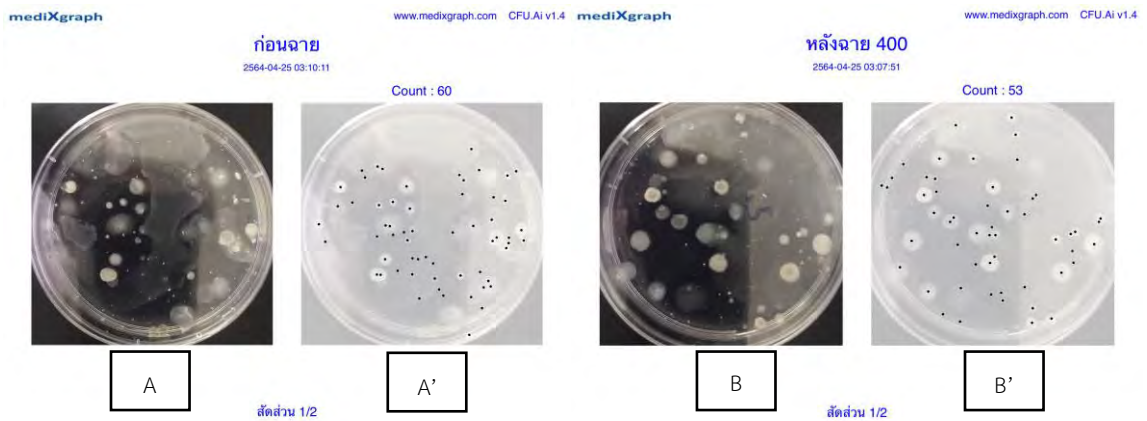 mediXgraph
www.medixgraph.com CFU.Ai v1.4
ก่อนฉาย
2564-04-25 03:10:11
Count : 60
A
A’
สัดส่วน 1/2
mediXgraph
www.medixgraph.com CFU.Ai v1.4
หลังฉาย 400
2564-04-25 03:07:51
Count : 53
B
B’
สัดส่วน 1/2